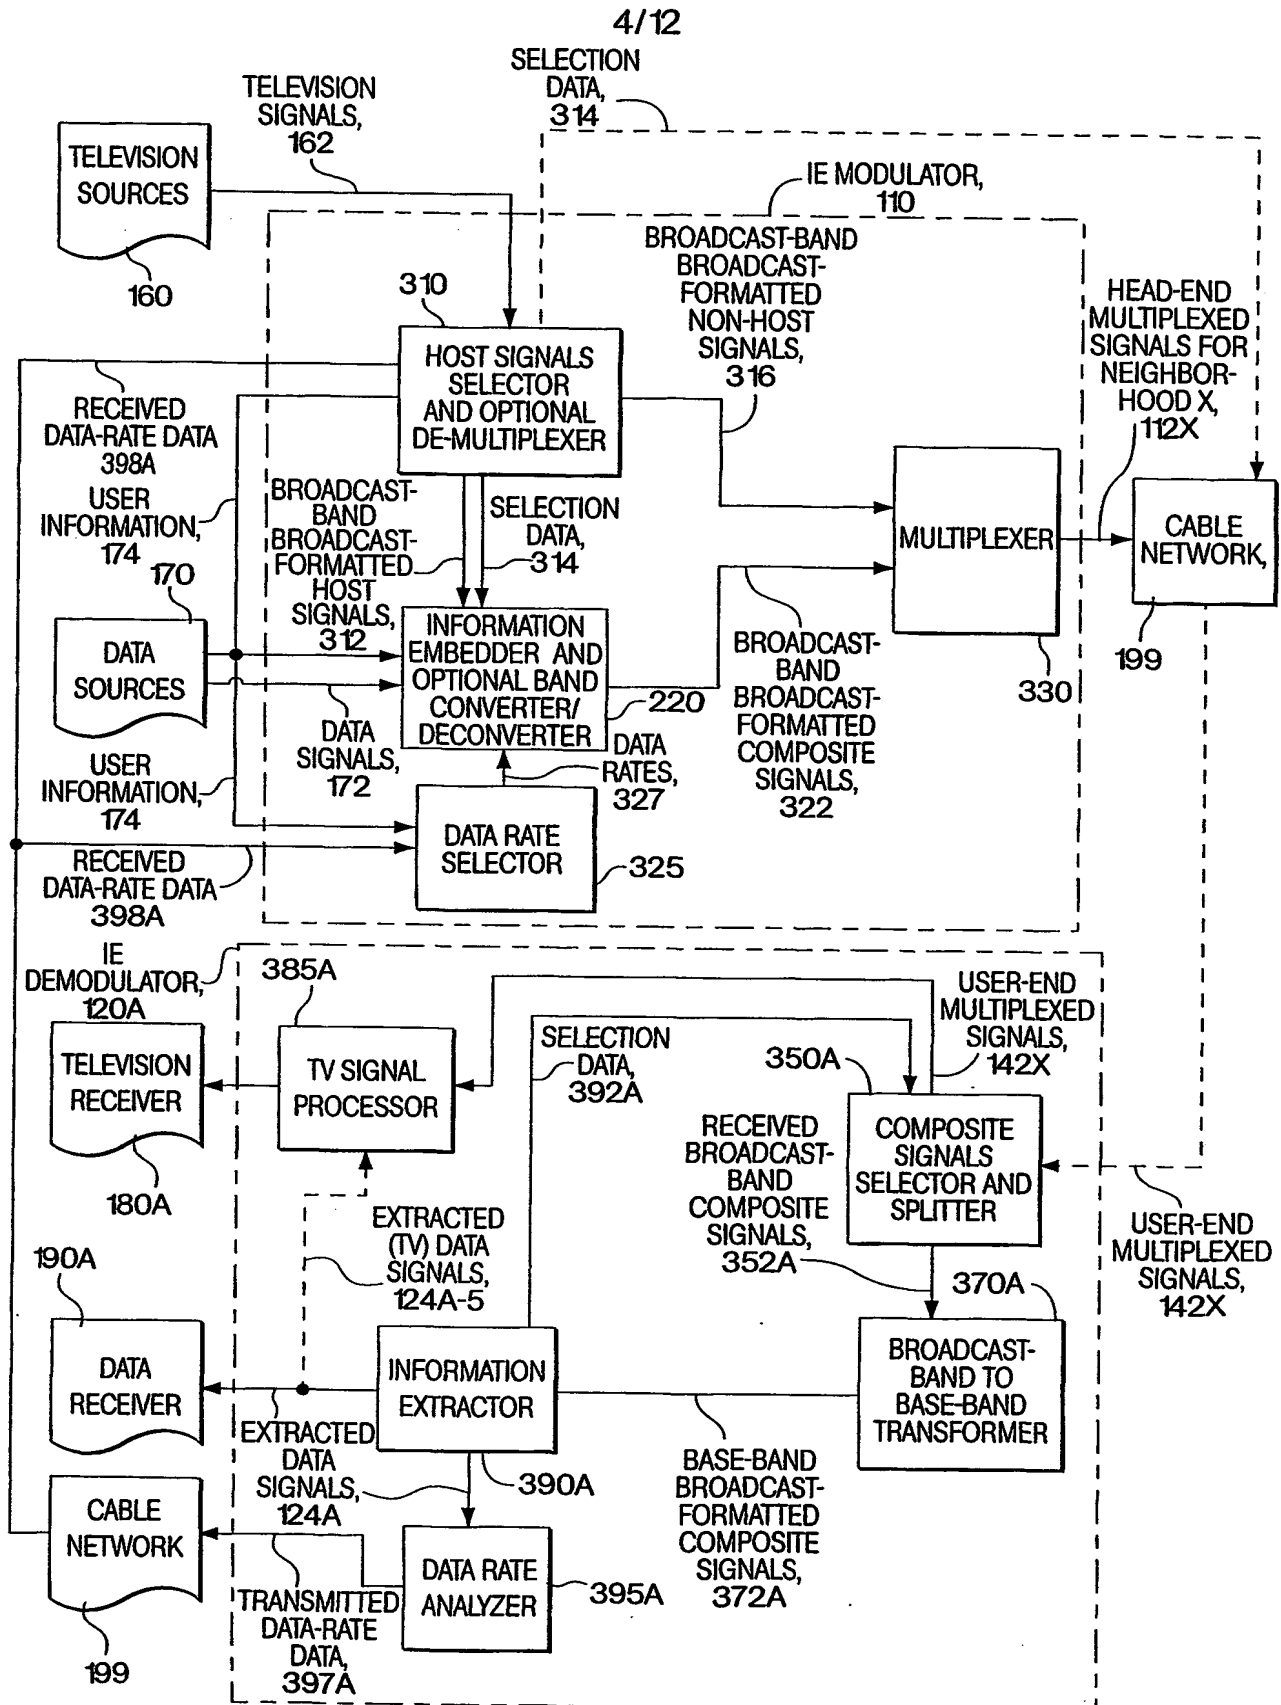 4/12
SELECTION
DATA,
314
TELEVISION
SIGNALS,
162
TELEVISION
SOURCES
160
IE MODULATOR,
110
BROADCAST-BAND
BROADCAST-
FORMATTED
NON-HOST
SIGNALS,
316
310
HOST SIGNALS
SELECTOR
AND OPTIONAL
DE-MULTIPLEXER
HEAD-END
MULTIPLEXED
SIGNALS FOR
NEIGHBOR-
HOOD X,
112X
RECEIVED
DATA-RATE DATA
398A
USER
INFORMATION,
174
BROADCAST-
BAND
BROADCAST-
FORMATTED
HOST
SIGNALS,
312
SELECTION
DATA,
314
MULTIPLEXER
330
CABLE
NETWORK,
199
170
DATA
SOURCES
INFORMATION
EMBEDDER AND
OPTIONAL BAND
CONVERTER/
DECONVERTER
220
BROADCAST-
BAND
BROADCAST-
FORMATTED
COMPOSITE
SIGNALS,
322
DATA
SIGNALS,
172
DATA
RATES,
327
USER
INFORMATION,
174
DATA RATE
SELECTOR
325
RECEIVED
DATA-RATE DATA
398A
IE
DEMODULATOR,
120A
385A
TELEVISION
RECEIVER
180A
TV SIGNAL
PROCESSOR
SELECTION
DATA,
392A
USER-END
MULTIPLEXED
SIGNALS,
142X
350A
COMPOSITE
SIGNALS
SELECTOR AND
SPLITTER
RECEIVED
BROADCAST-
BAND
COMPOSITE
SIGNALS,
352A
USER-END
MULTIPLEXED
SIGNALS,
142X
EXTRACTED
(TV) DATA
SIGNALS,
124A-5
190A
DATA
RECEIVER
INFORMATION
EXTRACTOR
390A
370A
BROADCAST-
BAND TO
BASE-BAND
TRANSFORMER
EXTRACTED
DATA
SIGNALS,
124A
BASE-BAND
BROADCAST-
FORMATTED
COMPOSITE
SIGNALS,
372A
CABLE
NETWORK
199
DATA RATE
ANALYZER
395A
TRANSMITTED
DATA-RATE
DATA,
397A